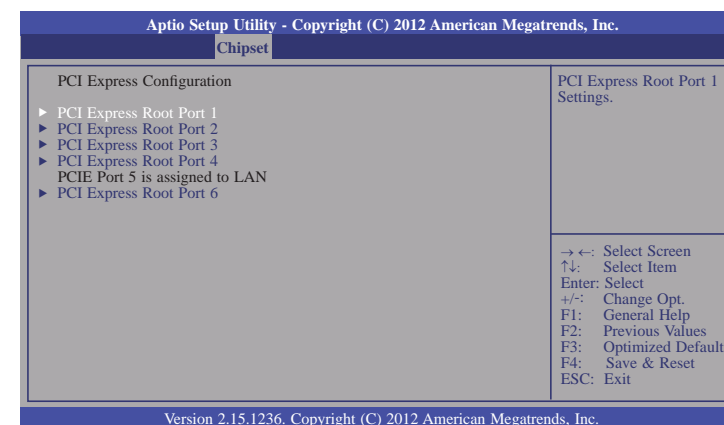 Aptio Setup Utility - Copyright (C) 2012 American Megatrends, Inc.
Chipset
PCI Express Configuration
▶ PCI Express Root Port 1
▶ PCI Express Root Port 2
▶ PCI Express Root Port 3
▶ PCI Express Root Port 4
PCIE Port 5 is assigned to LAN
▶ PCI Express Root Port 6
PCI Express Root Port 1
Settings.
→←: Select Screen
↑↓: Select Item
Enter: Select
+/-: Change Opt.
F1: General Help
F2: Previous Values
F3: Optimized Default
F4: Save & Reset
ESC: Exit
Version 2.15.1236. Copyright (C) 2012 American Megatrends, Inc.